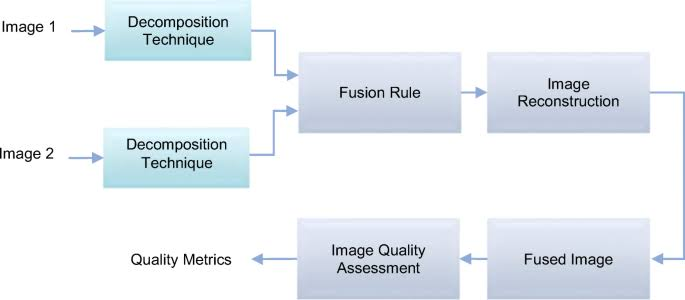 Image 1
Decomposition
Technique
Fusion Rule
Image
Reconstruction
Image 2
Decomposition
Technique
Quality Metrics
Image Quality
Assessment
Fused Image